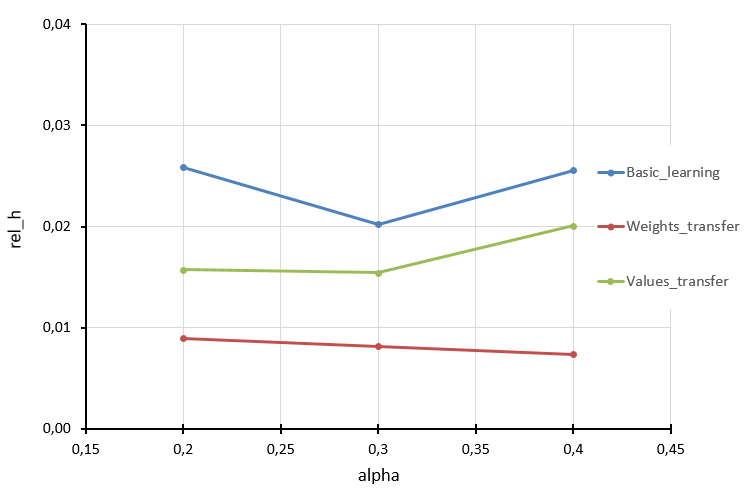 0,04
0,03
0,02
0,01
0,00
rel_h
0,15 0,2 0,25 0,3 0,35 0,4 0,45
alpha
Basic_learning
Weights_transfer
Values_transfer